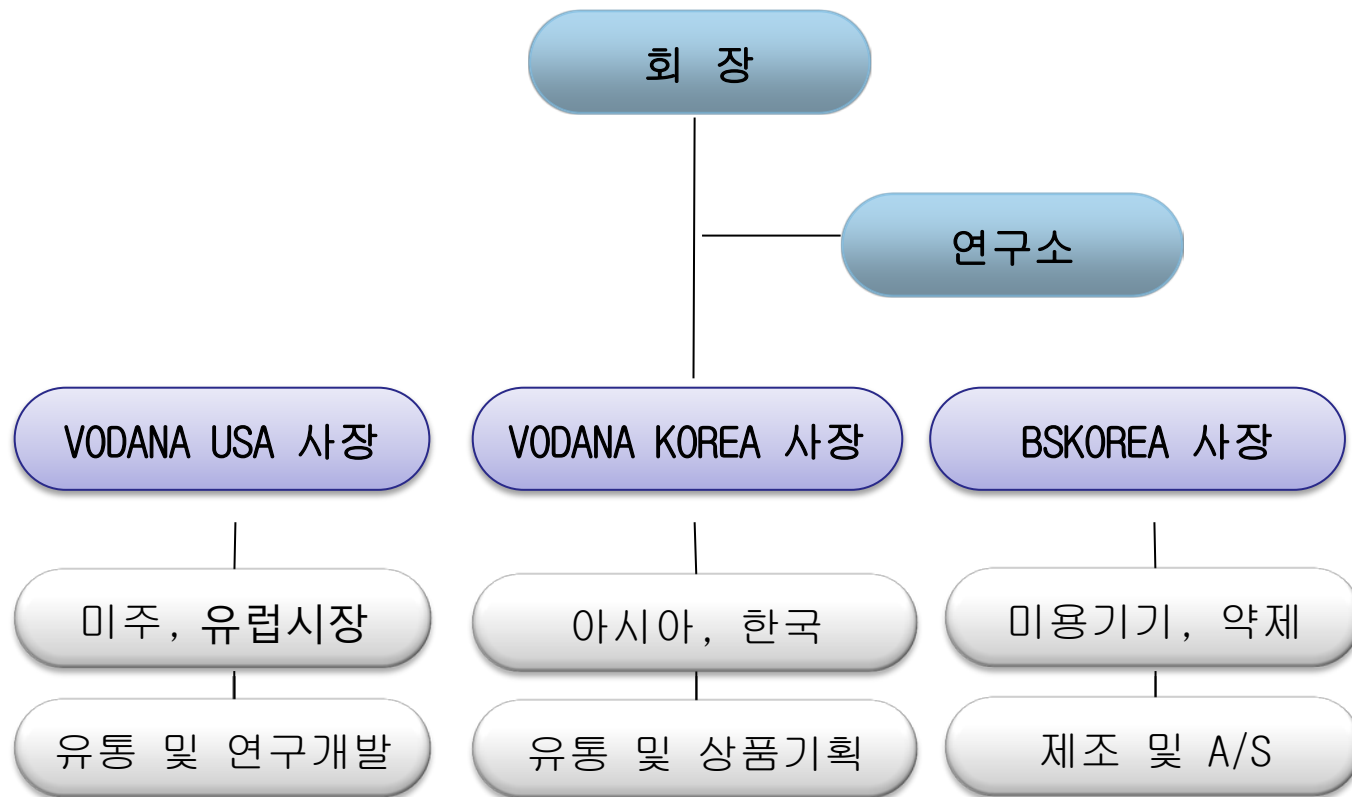 회 장
연구소
VODANA USA 사장
VODANA KOREA 사장
BSKOREA 사장
미주, 유럽시장
아시아, 한국
미용기기, 약제
유통 및 연구개발
유통 및 상품기획
제조 및 A/S